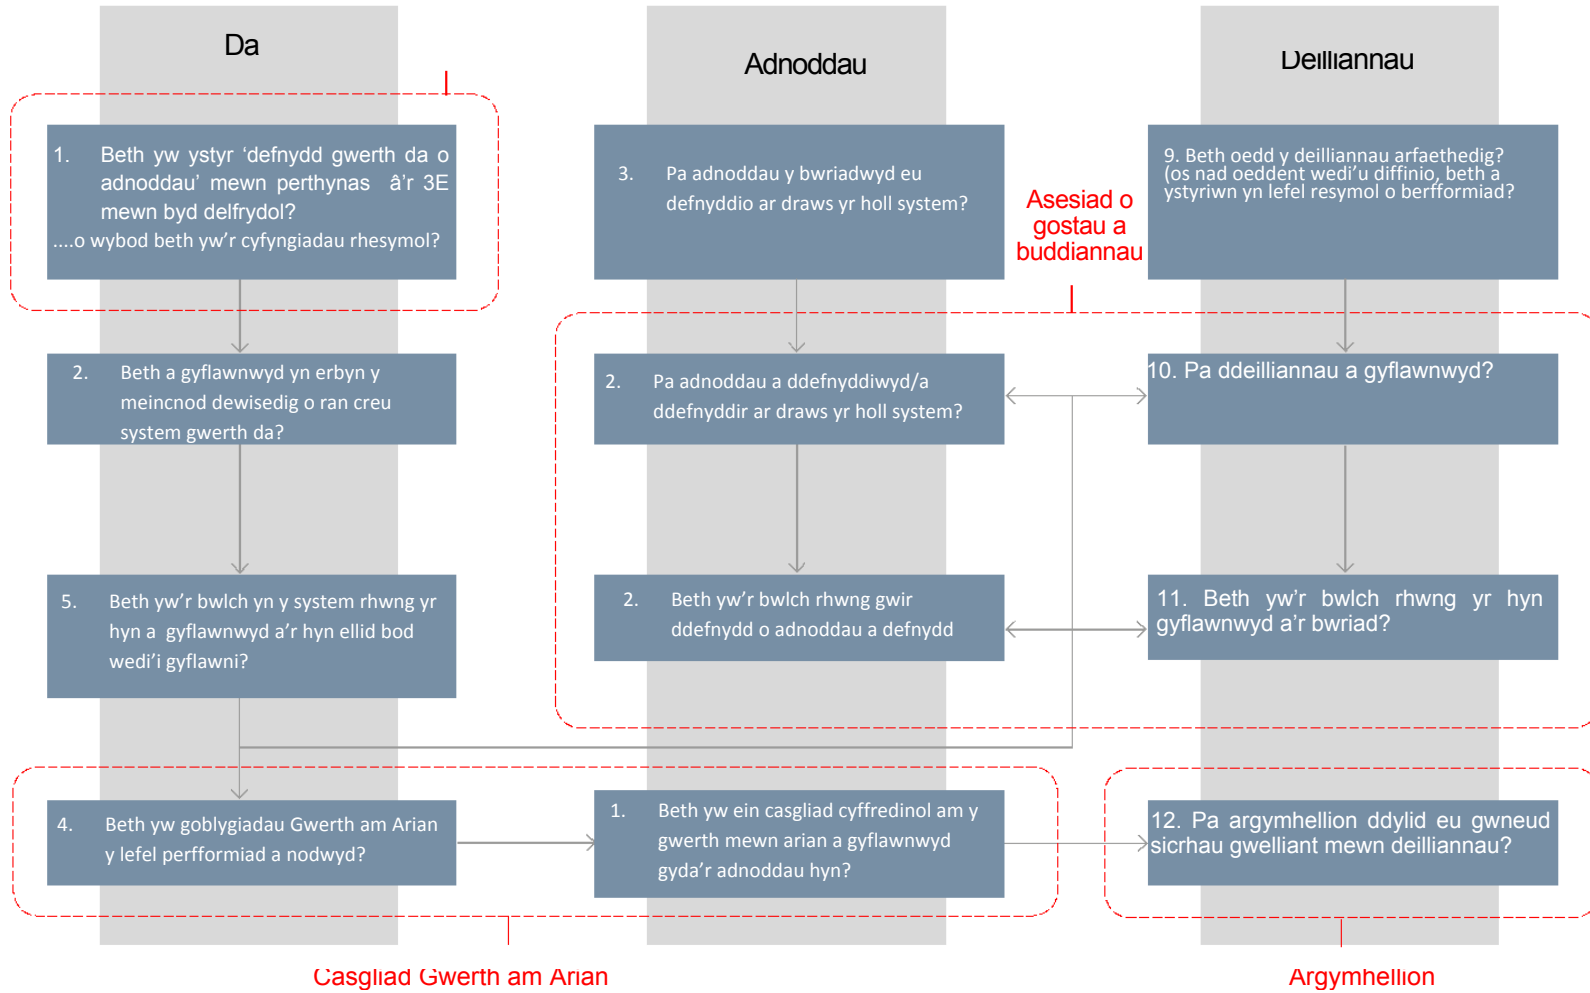 Da
Adnoddau
Deilliannau
1. Beth yw ystyr ‘defnydd gwerth da o
adnoddau’ mewn perthynas â’r 3E
mewn byd delfrydol?
....o wybod beth yw’r cyfyngiadau rhesymol?
3. Pa adnoddau y bwriadwyd eu
defnyddio ar draws yr holl system?
Asesiad o
gostau a
buddiannau
9. Beth oedd y deilliannau arfaethedig?
(os nad oeddent wedi’u diffinio, beth a
ystyriwn yn lefel resymol o berfformiad?
2. Beth a gyflawnwyd yn erbyn y
meincnod dewisedig o ran creu
system gwerth da?
2. Pa adnoddau a ddefnyddiwyd/a
ddefnyddir ar draws yr holl system?
10. Pa ddeilliannau a gyflawnwyd?
5. Beth yw’r bwlch yn y system rhwng yr
hyn a gyflawnwyd a’r hyn ellid bod
wedi’i gyflawni?
2. Beth yw’r bwlch rhwng gwir
ddefnydd o adnoddau a defnydd
11. Beth yw’r bwlch rhwng yr hyn
gyflawnwyd a’r bwriad?
4. Beth yw goblygiadau Gwerth am Arian
y lefel perfformiad a nodwyd?
1. Beth yw ein casgliad cyffredinol am y
gwerth mewn arian a gyflawnwyd
gyda’r adnoddau hyn?
12. Pa argymhellion ddylid eu gwneud
sicrhau gwelliant mewn deilliannau?
Casgliad Gwerth am Arian
Argymhellion